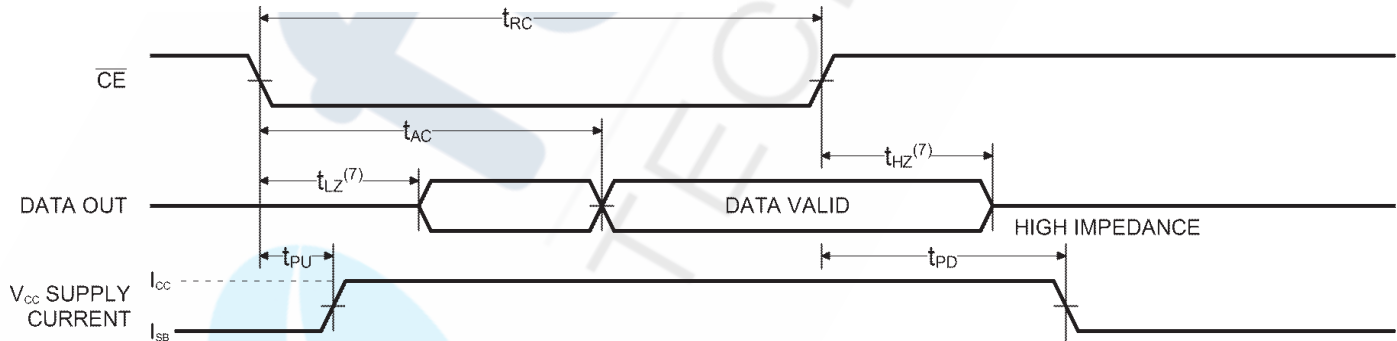 tRC
CE
tAC
tHZ(7)
tLZ(7)
DATA OUT
DATA VALID
HIGH IMPEDANCE
tPU
tPD
ICC
VCC SUPPLY
CURRENT
ISB
TEC